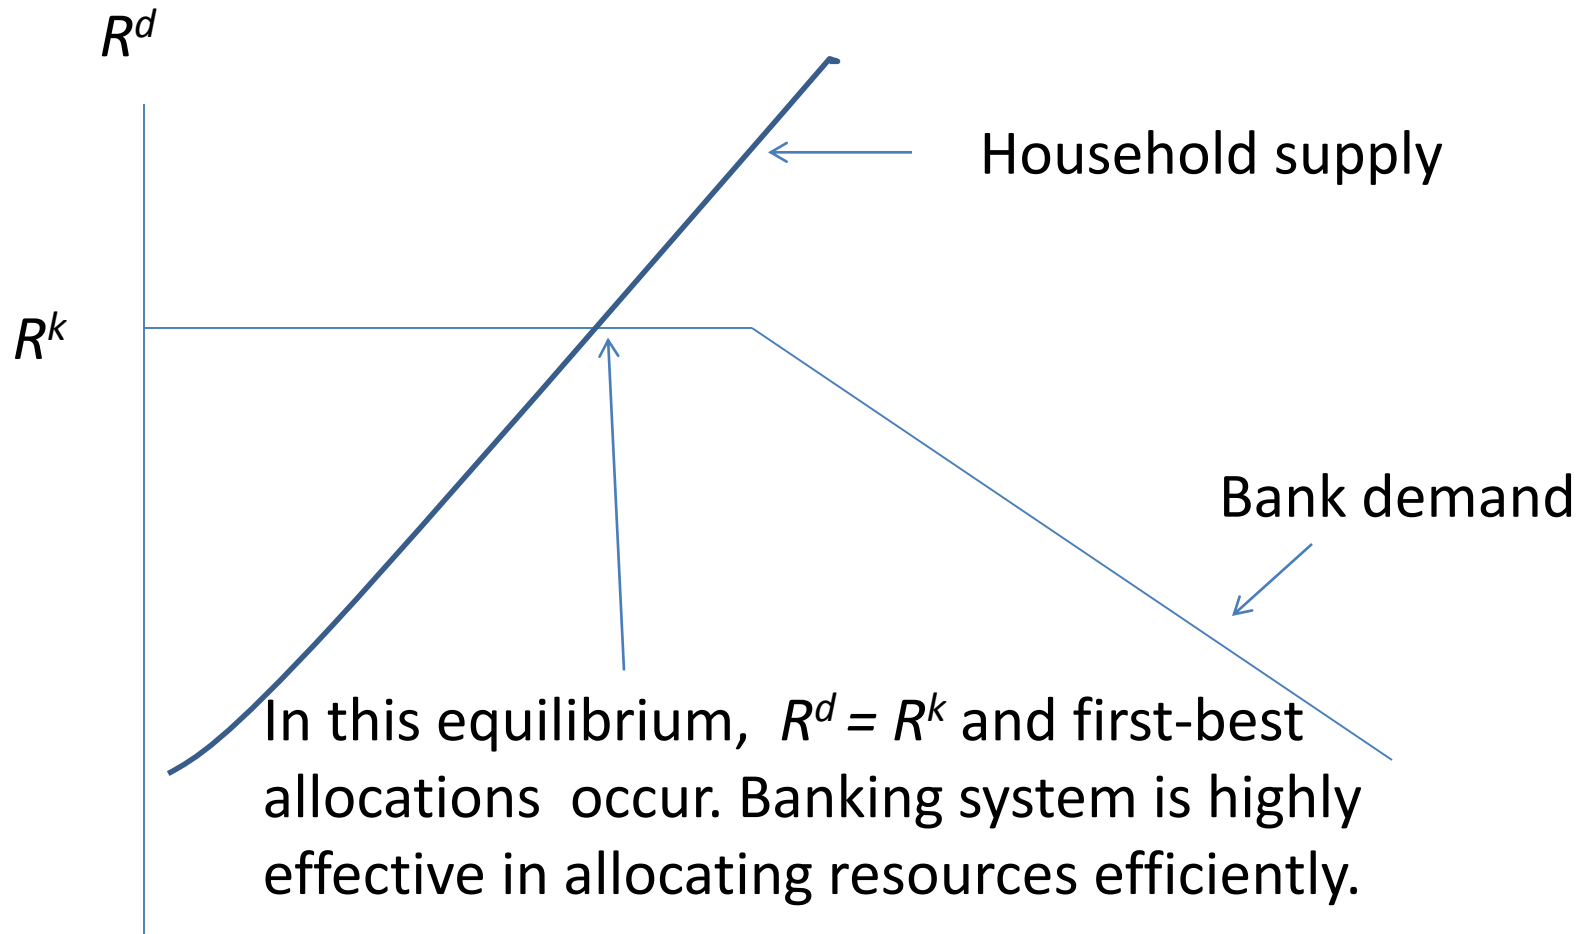 R^d
Household supply
R^k
Bank demand
In this equilibrium, R^d = R^k and first-best
allocations occur. Banking system is highly
effective in allocating resources efficiently.